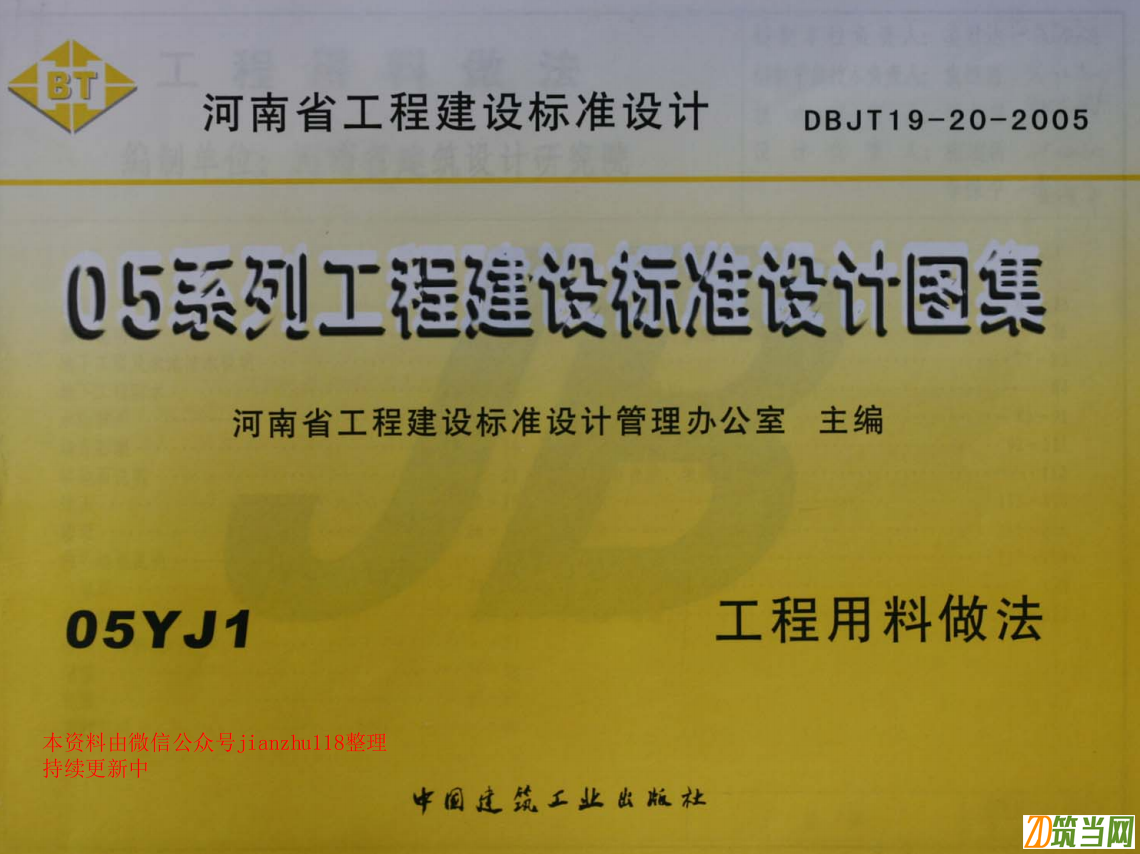 BT
河南省工程建设标准设计
DBJT19-20-2005
05系列工程建设标准设计图集
河南省工程建设标准设计管理办公室 主编
05YJ1
工程用料做法
本资料由微信公众号jianzhu118整理
持续更新中
中国建筑工业出版社
JB
筑当网